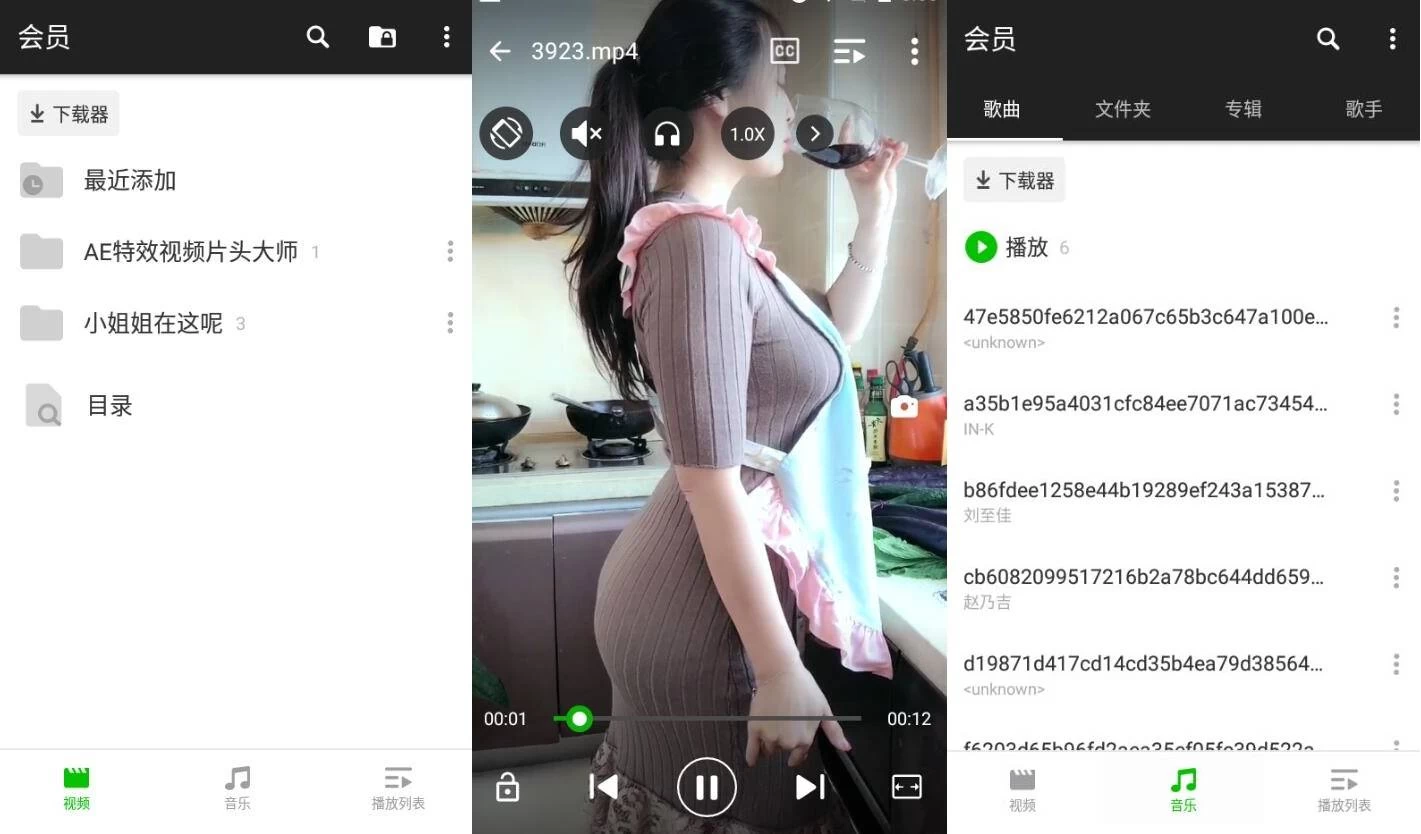 会员
下载器
最近添加
AE特效视频片头大师 1
小姐姐在这呢 3
目录
视频
音乐
播放列表
3923.mp4
CC
1.0X
00:01
00:12
会员
歌曲
文件夹
专辑
歌手
下载器
播放 6
47e5850fe6212a067c65b3c647a100e...
<unknown>
a35b1e95a4031cfc84ee7071ac73454...
IN-K
b86fdee1258e44b19289ef243a15387...
刘至佳
cb6082099517216b2a78bc644dd659...
赵乃吉
d19871d417cd14cd35b4ea79d38564...
<unknown>
视频
音乐
播放列表